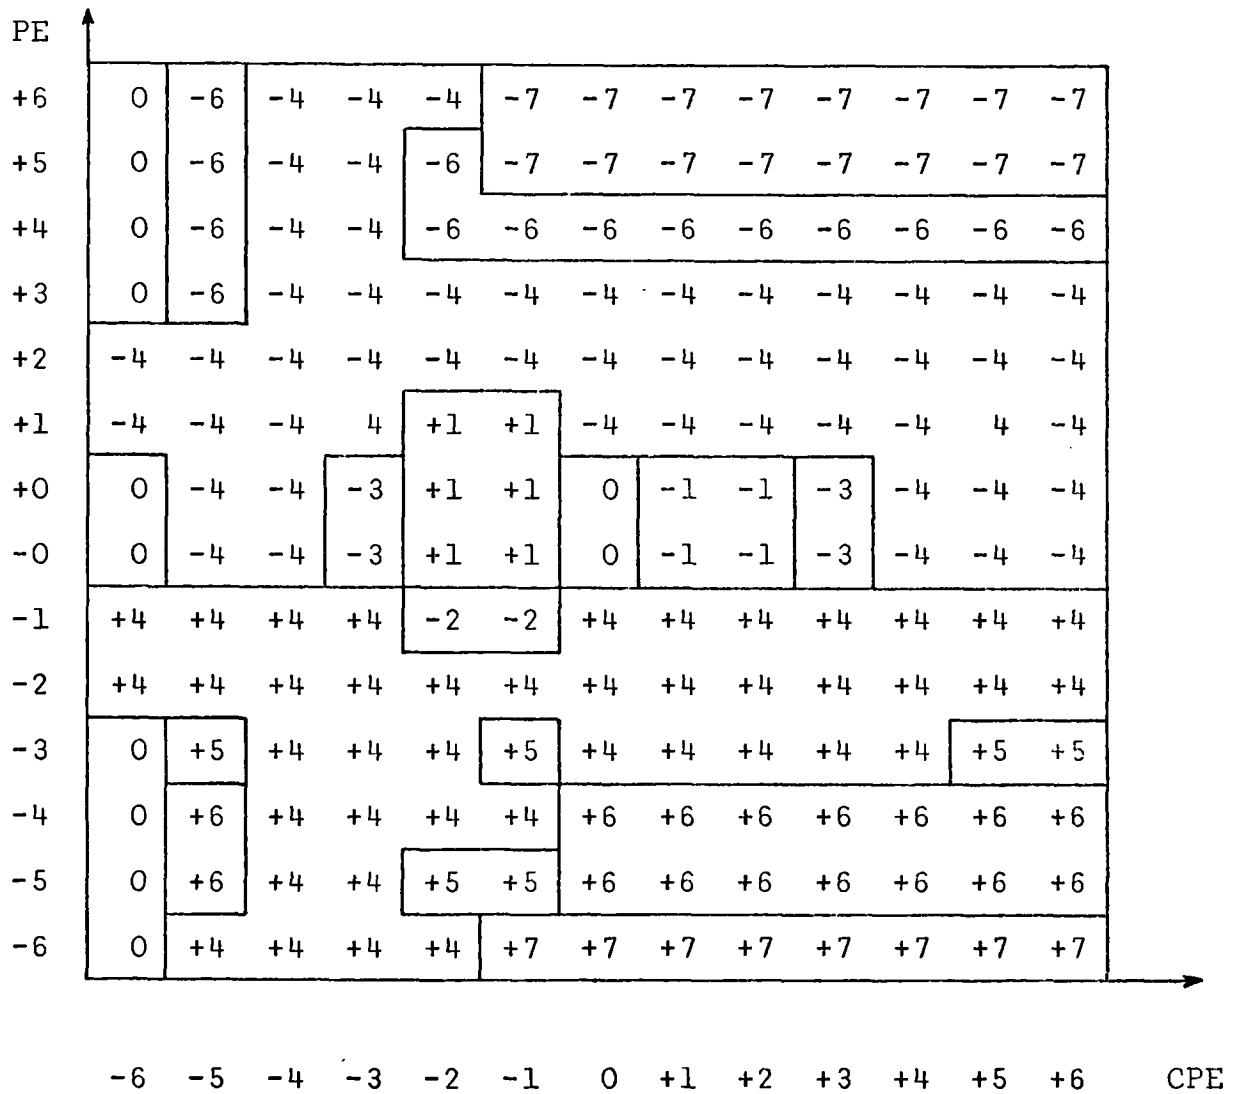 PE
+6 0 -6 -4 -4 -4 -7 -7 -7 -7 -7 -7 -7 -7
+5 0 -6 -4 -4 -6 -7 -7 -7 -7 -7 -7 -7 -7
+4 0 -6 -4 -4 -6 -6 -6 -6 -6 -6 -6 -6 -6
+3 0 -6 -4 -4 -4 -4 -4 -4 -4 -4 -4 -4 -4
+2 -4 -4 -4 -4 -4 -4 -4 -4 -4 -4 -4 -4 -4
+1 -4 -4 -4 4 +1 +1 -4 -4 -4 -4 -4 4 -4
+0 0 -4 -4 -3 +1 +1 0 -1 -1 -3 -4 -4 -4
-0 0 -4 -4 -3 +1 +1 0 -1 -1 -3 -4 -4 -4
-1 +4 +4 +4 +4 -2 -2 +4 +4 +4 +4 +4 +4 +4
-2 +4 +4 +4 +4 +4 +4 +4 +4 +4 +4 +4 +4 +4
-3 0 +5 +4 +4 +4 +5 +4 +4 +4 +4 +4 +5 +5
-4 0 +6 +4 +4 +4 +4 +6 +6 +6 +6 +6 +6 +6
-5 0 +6 +4 +4 +5 +5 +6 +6 +6 +6 +6 +6 +6
-6 0 +4 +4 +4 +4 +7 +7 +7 +7 +7 +7 +7 +7
-6 -5 -4 -3 -2 -1 0 +1 +2 +3 +4 +5 +6 CPE